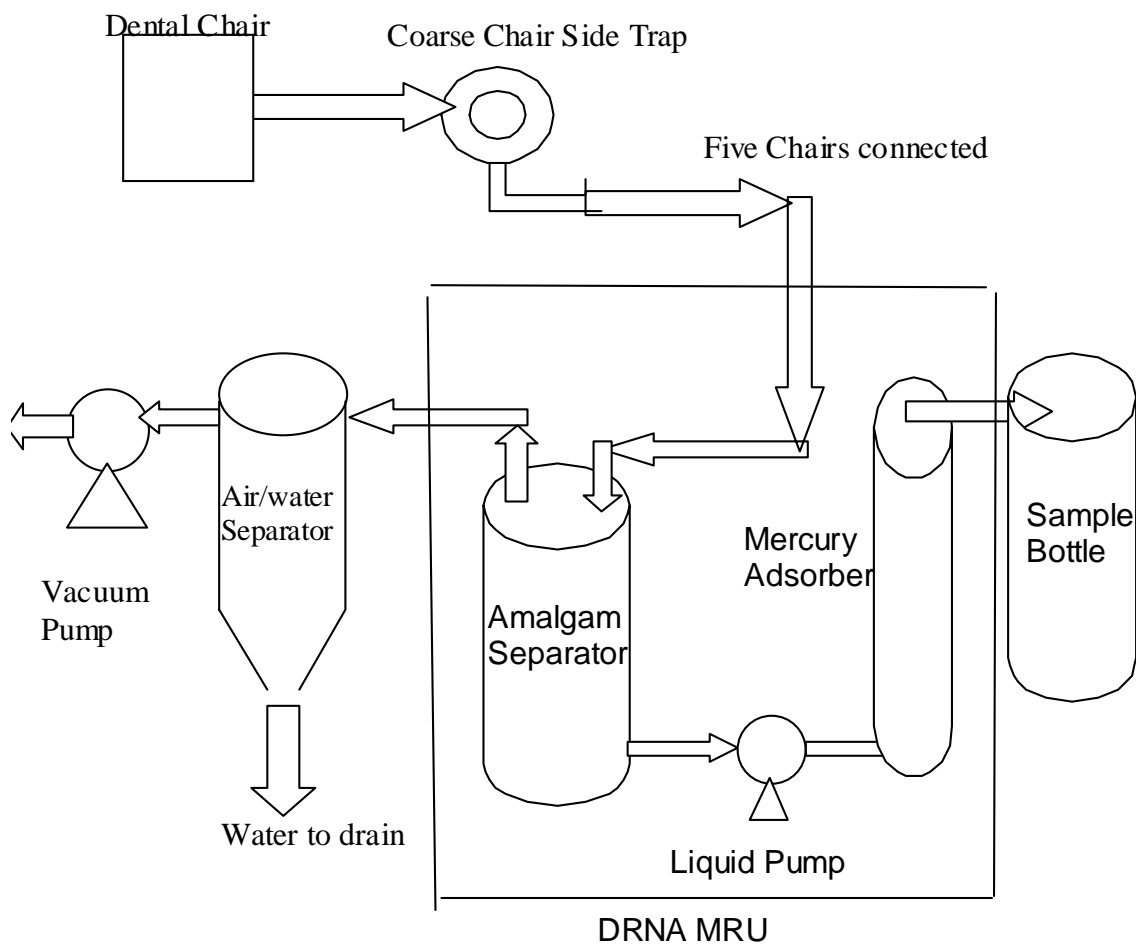 Dental Chair
Coarse Chair Side Trap
Five Chairs connected
Air/water
Separator
Vacuum
Pump
Water to drain
Amalgam
Separator
Mercury
Adsorber
Sample
Bottle
Liquid Pump
DRNA MRU